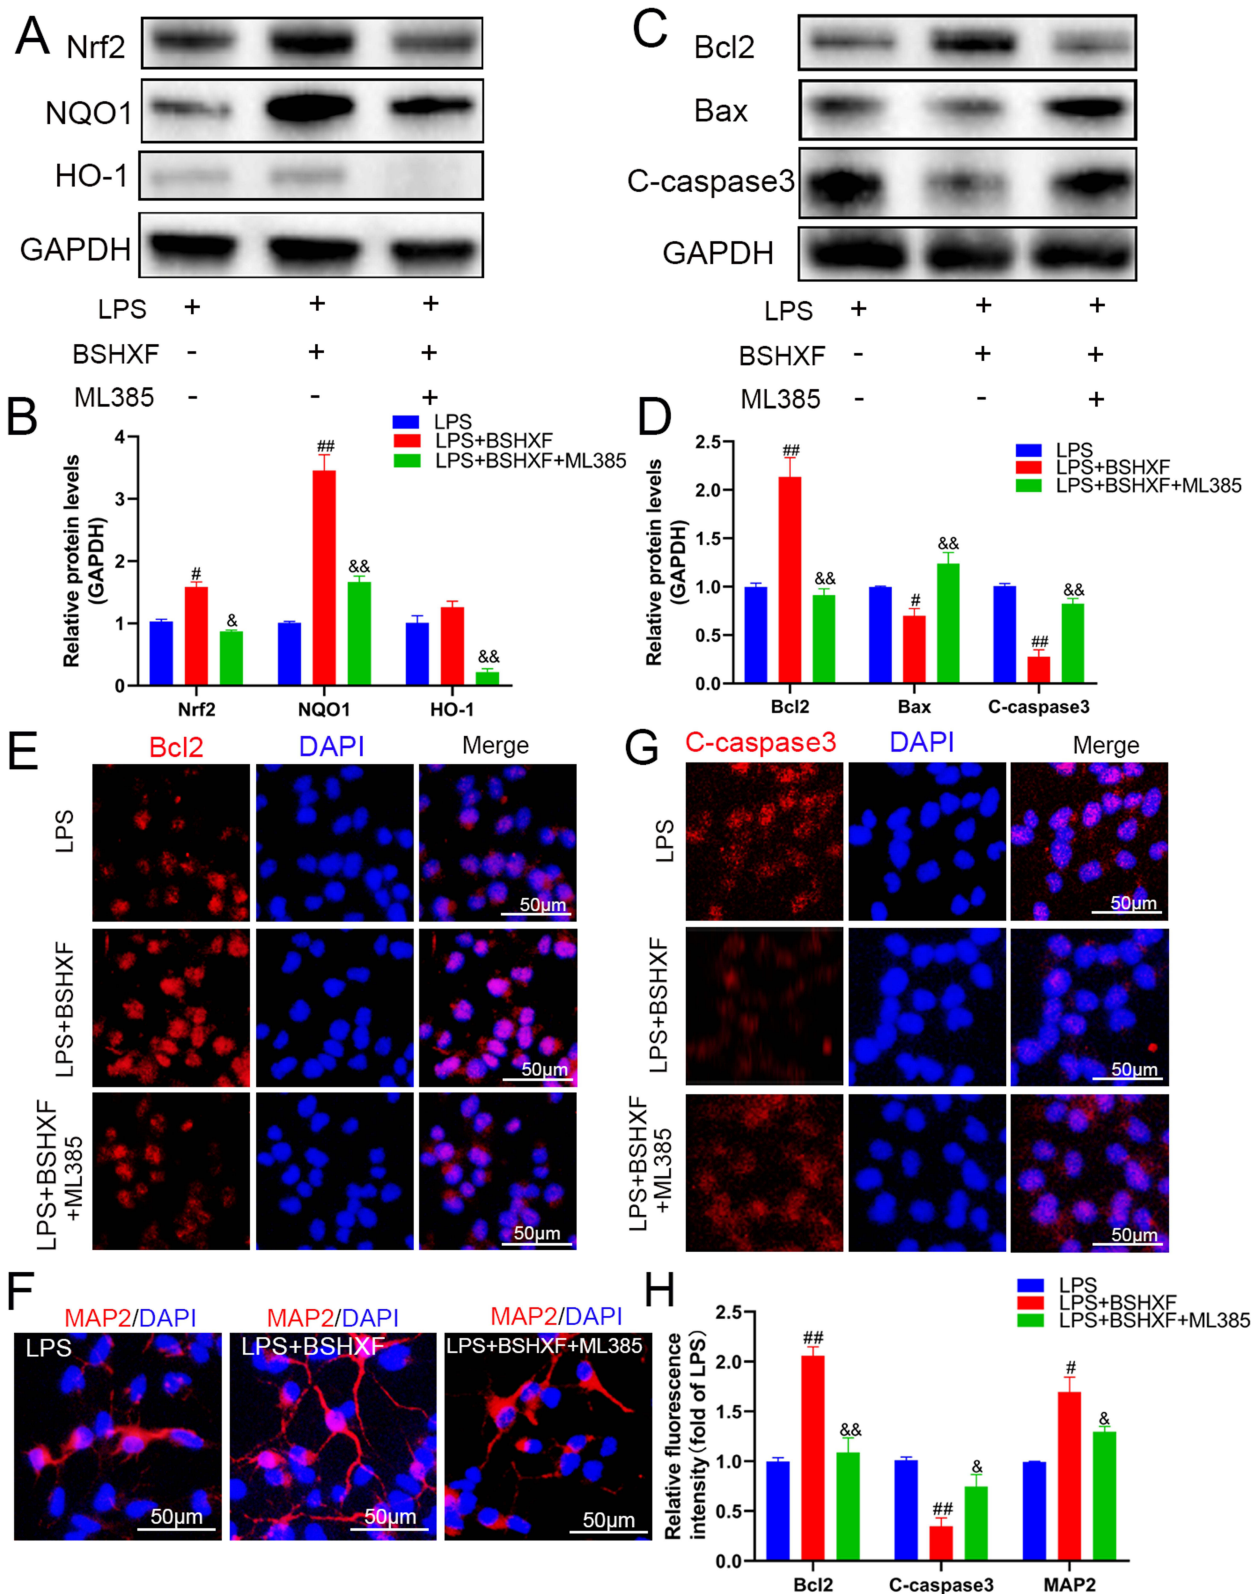 A
Nrf2
NQO1
HO-1
GAPDH
LPS + + +
BSHXF - + +
ML385 - - +
C
Bcl2
Bax
C-caspase3
GAPDH
LPS + + +
BSHXF - + +
ML385 - - +
B
LPS
LPS+BSHXF
LPS+BSHXF+ML385
Relative protein levels
(GAPDH)
4
3
2
1
0
#
&
##
&&
&&
Nrf2 NQO1 HO-1
D
LPS
LPS+BSHXF
LPS+BSHXF+ML385
Relative protein levels
(GAPDH)
2.5
2.0
1.5
1.0
0.5
0.0
##
&&
#
&&
##
&&
Bcl2 Bax C-caspase3
E
Bcl2 DAPI Merge
LPS
50μm
LPS+BSHXF
50μm
LPS+BSHXF
+ML385
50μm
G
C-caspase3 DAPI Merge
LPS
50μm
LPS+BSHXF
50μm
LPS+BSHXF
+ML385
50μm
F
MAP2/DAPI MAP2/DAPI MAP2/DAPI
LPS LPS+BSHXF LPS+BSHXF+ML385
50μm 50μm 50μm
H
LPS
LPS+BSHXF
LPS+BSHXF+ML385
Relative fluorescence
intensity(fold of LPS)
2.5
2.0
1.5
1.0
0.5
0.0
##
&&
##
&
#
&
Bcl2 C-caspase3 MAP2